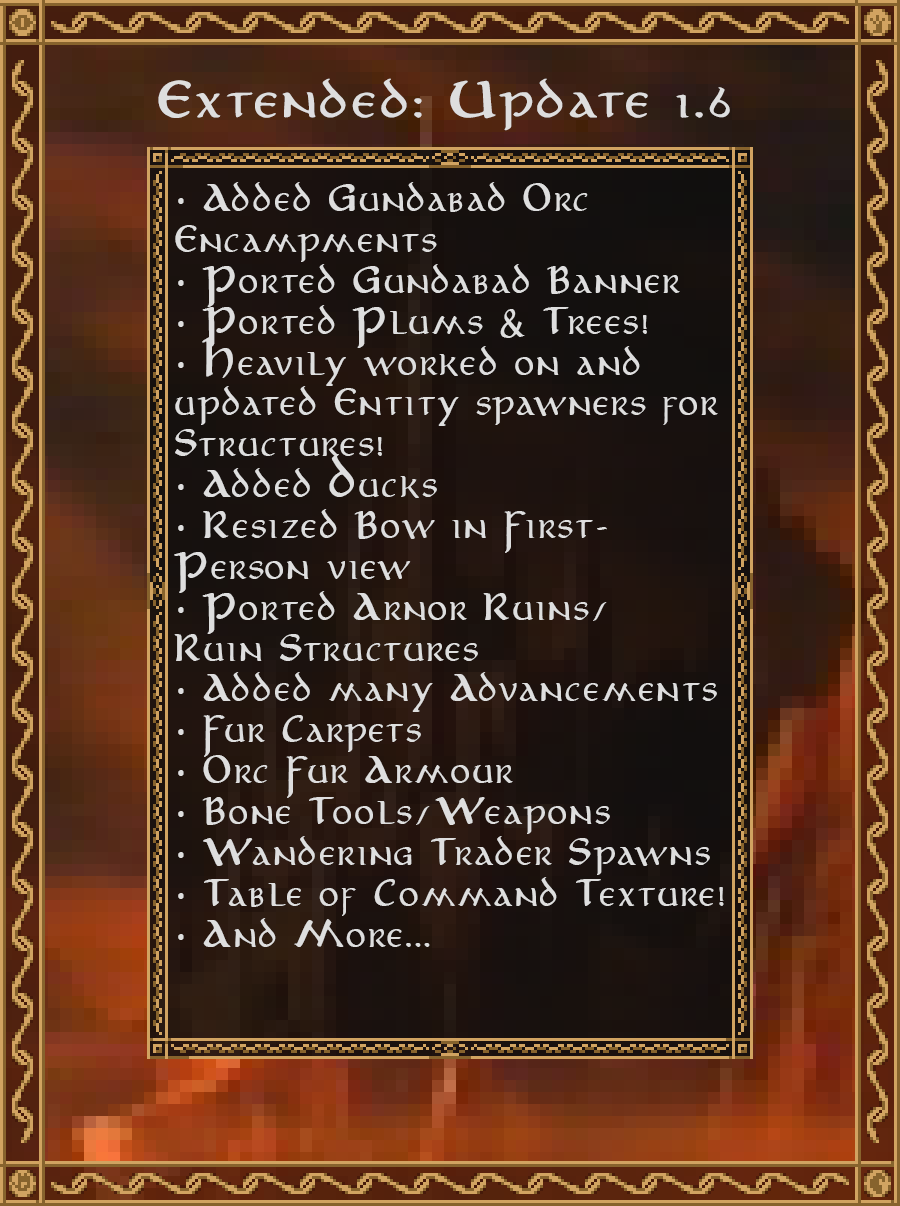 Extended: Update 1.6
· Added Gundabad Orc
Encampments
· Ported Gundabad Banner
· Ported Plums & Trees!
· Heavily worked on and
updated Entity spawners for
Structures!
· Added Ducks
· Resized Bow in First-
Person view
· Ported Arnor Ruins/
Ruin Structures
· Added many Advancements
· Fur Carpets
· Orc Fur Armour
· Bone Tools/Weapons
· Wandering Trader Spawns
· Table of Command Texture!
· And More...